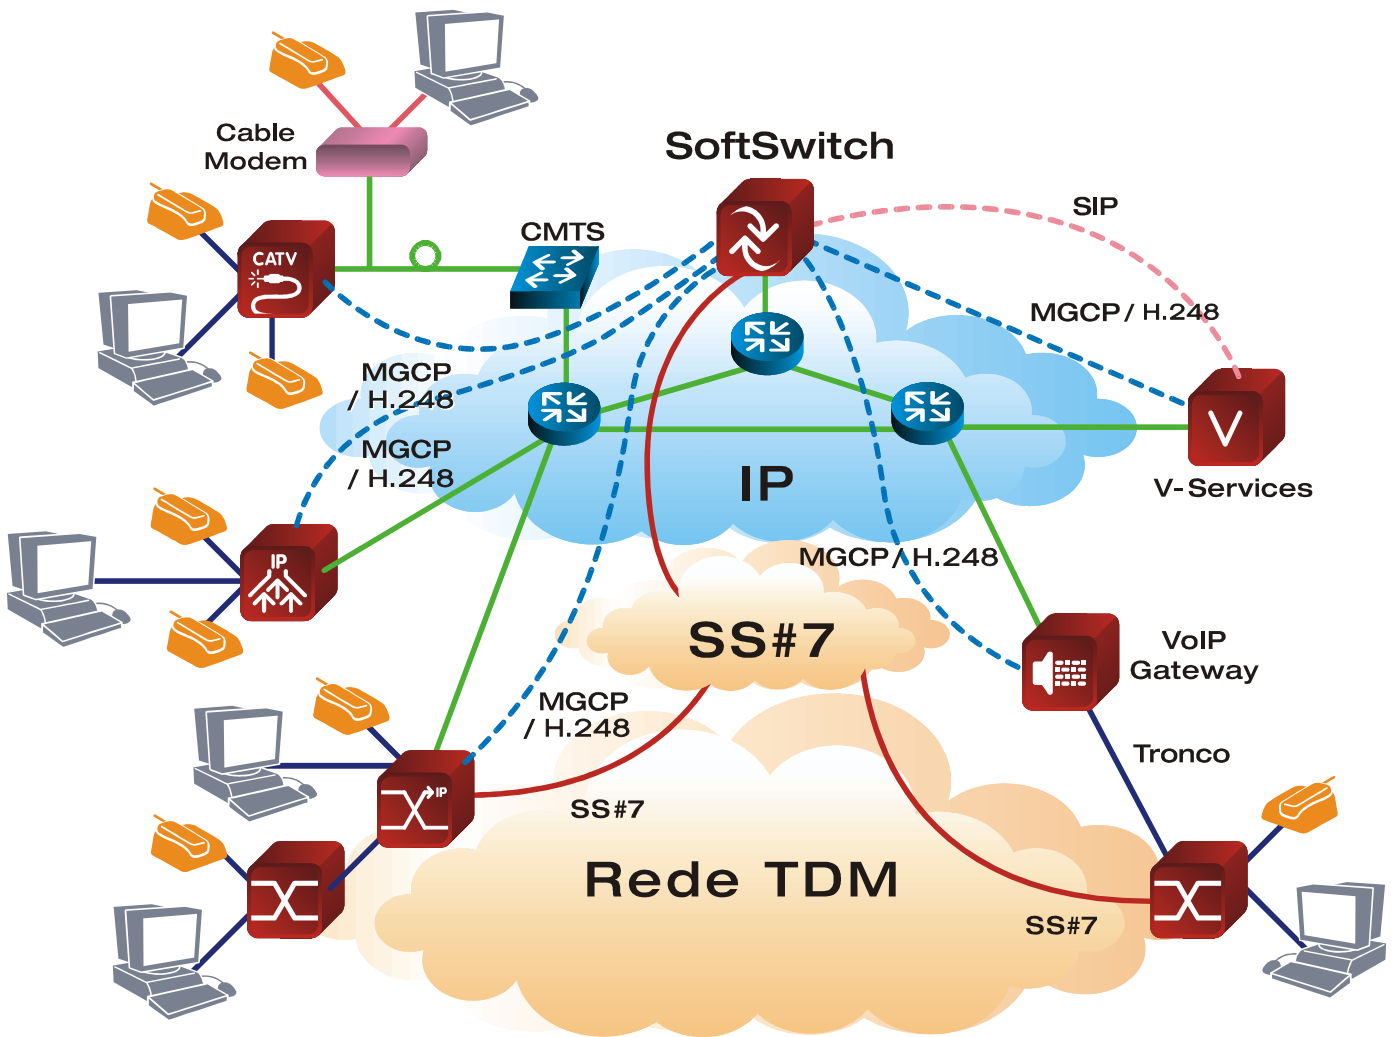 Cable
Modem
SoftSwitch
SIP
CMTS
CATV
MGCP / H.248
MGCP
/ H.248
MGCP
/ H.248
IP
V-Services
IP
MGCP / H.248
SS#7
VoIP
Gateway
MGCP
/ H.248
Tronco
IP
SS#7
Rede TDM
SS#7
V